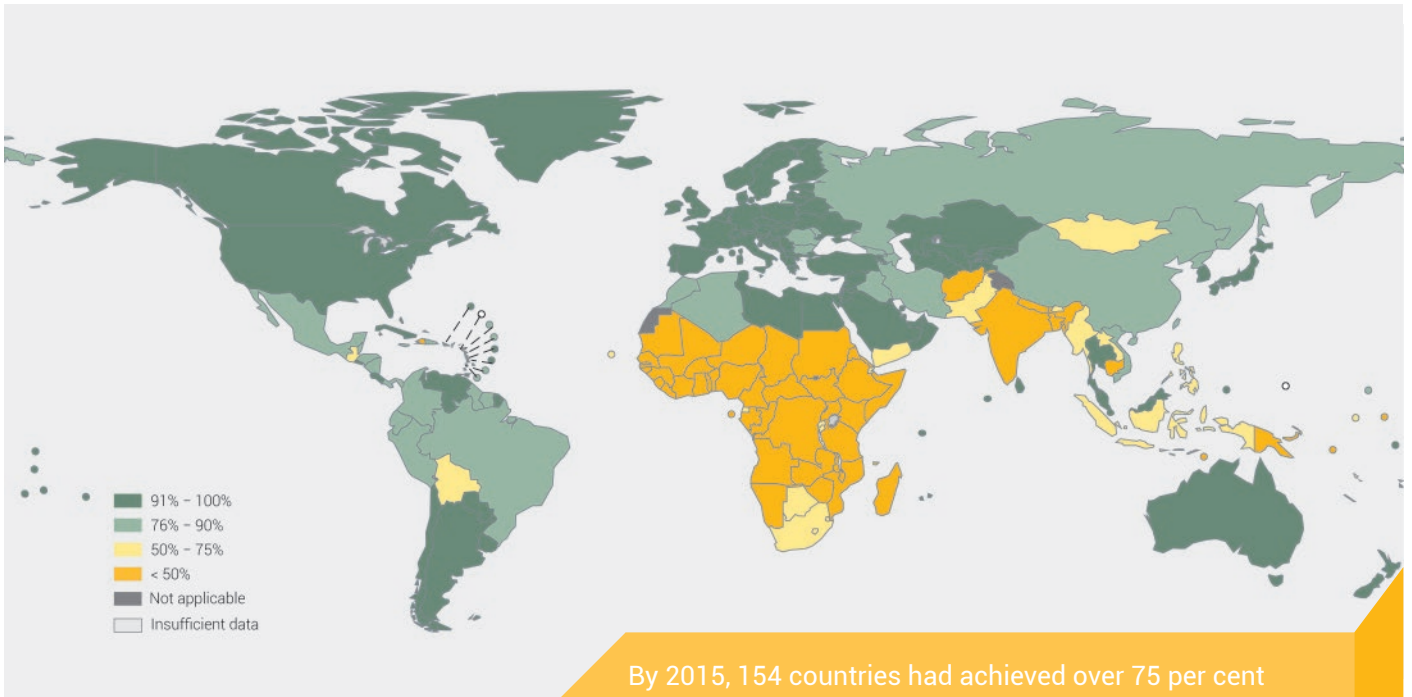 91% – 100%
76% – 90%
50% – 75%
< 50%
Not applicable
Insufficient data
By 2015, 154 countries had achieved over 75 per cent